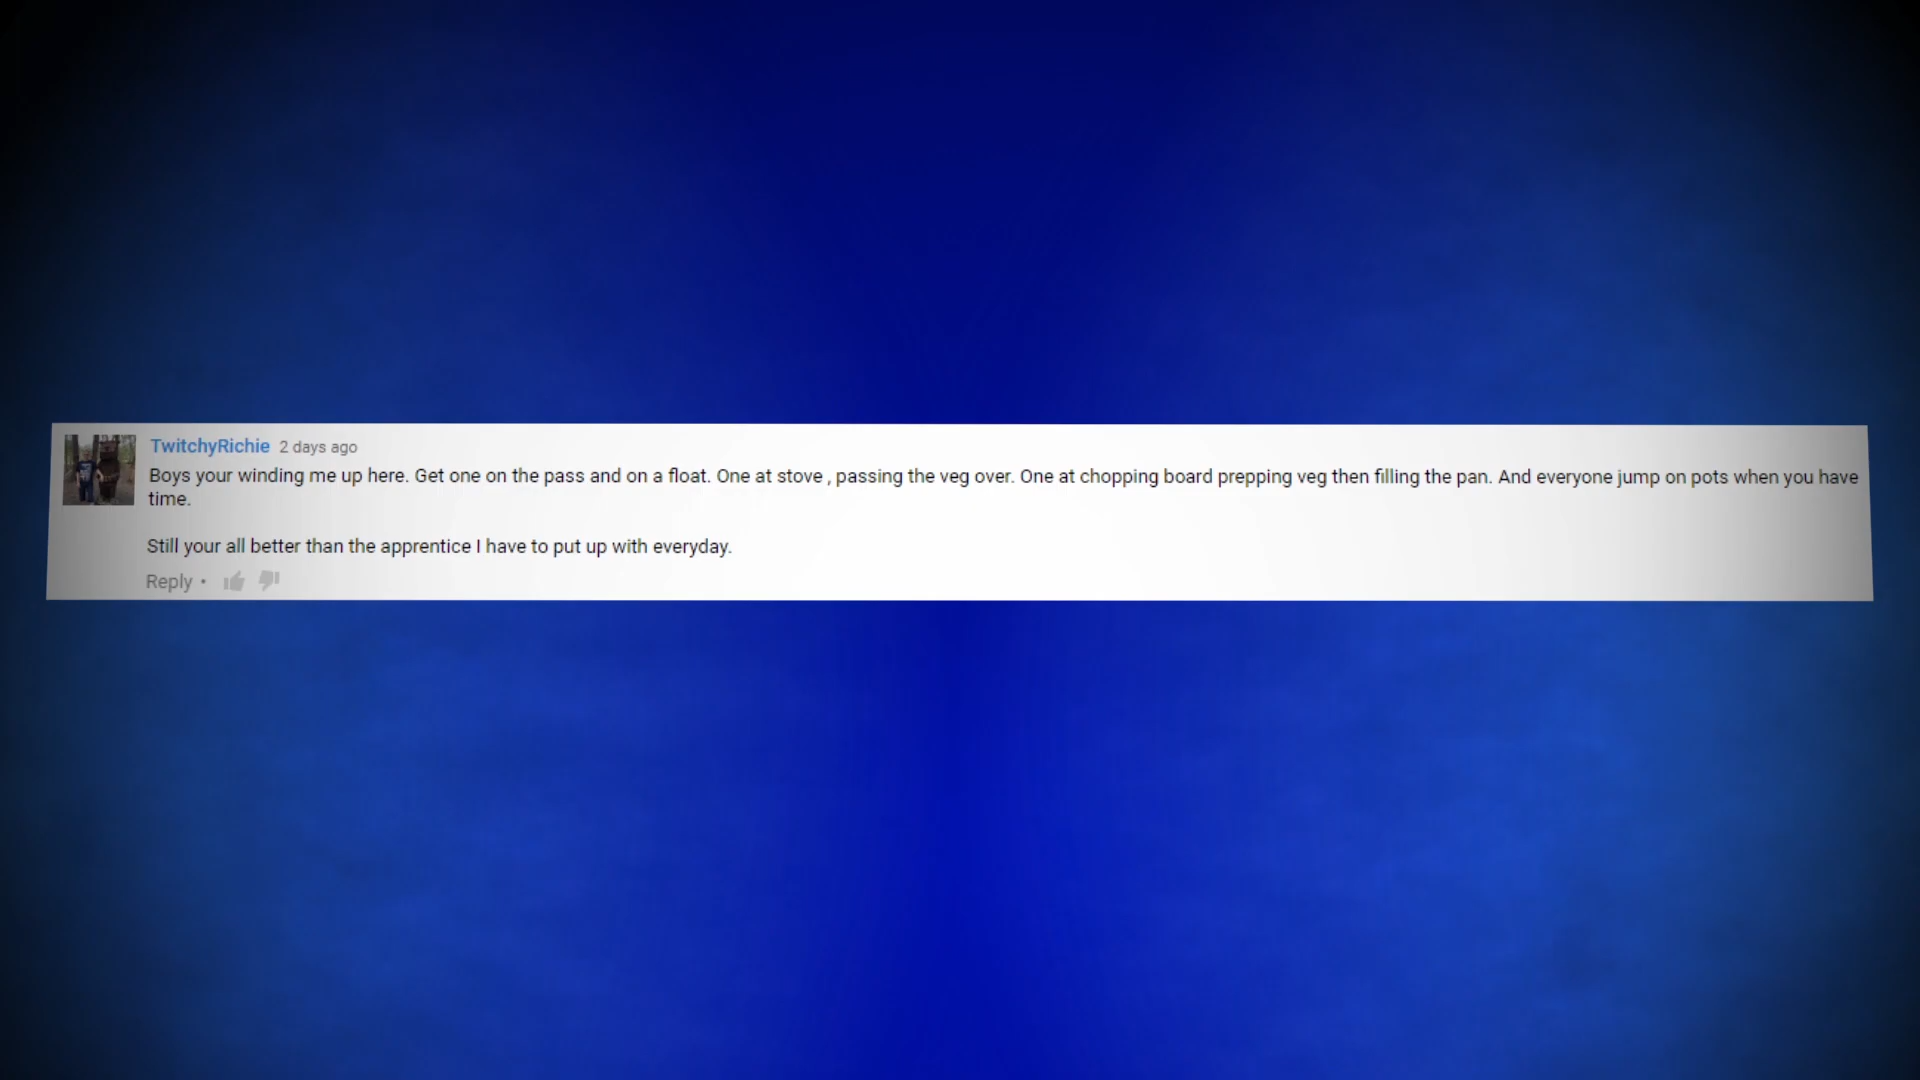 TwitchyRichie 2 days ago
Boys your winding me up here. Get one on the pass and on a float. One at stove , passing the veg over. One at chopping board prepping veg then filling the pan. And everyone jump on pots when you have
time.
Still your all better than the apprentice I have to put up with everyday.
Reply •